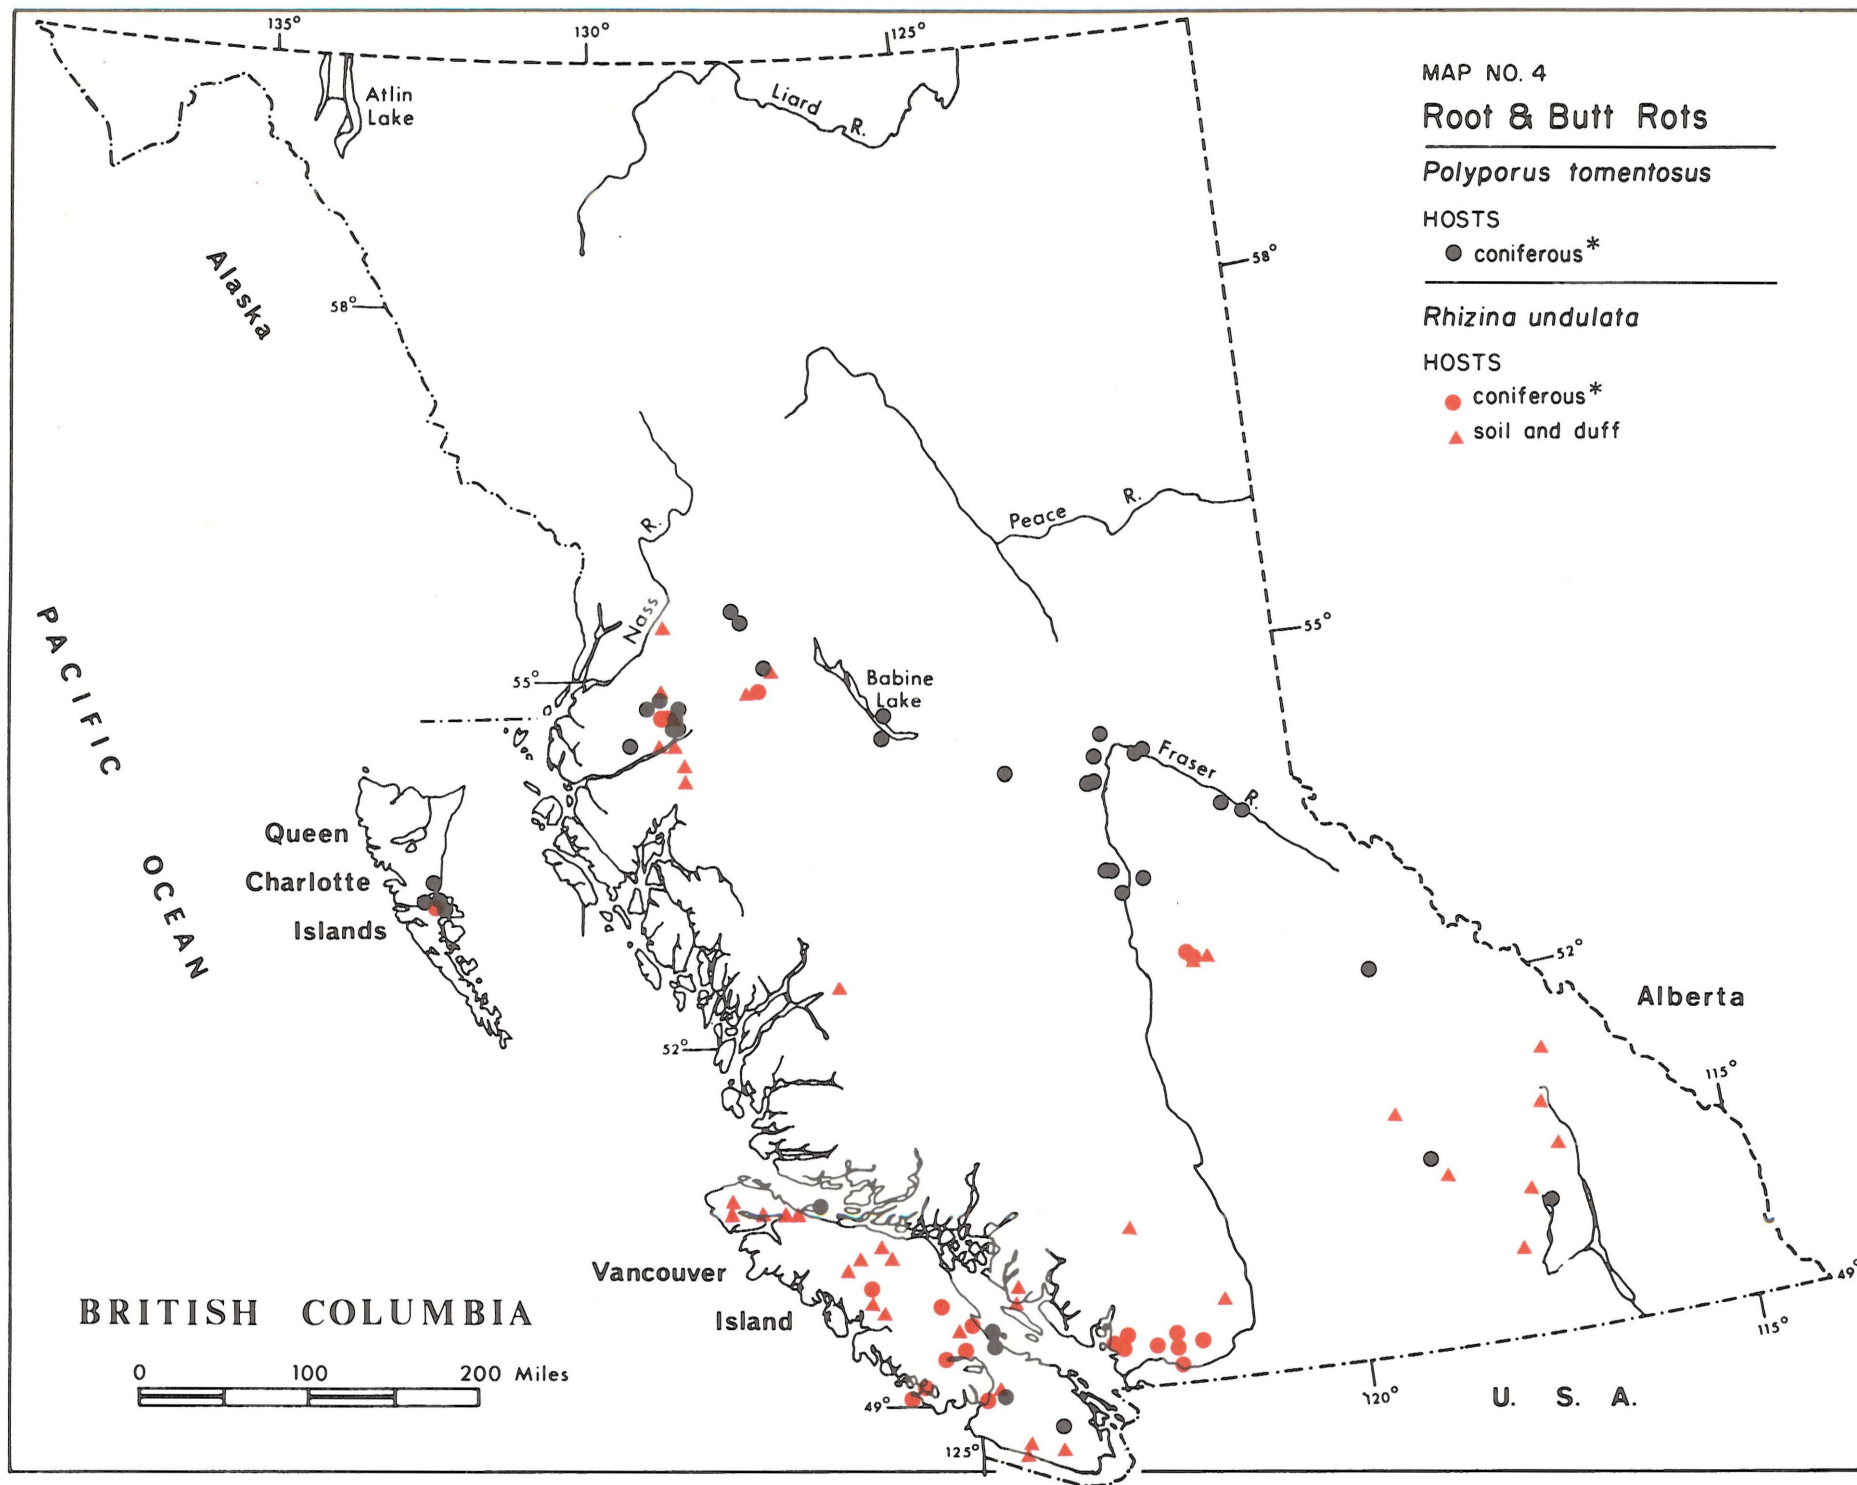 135°
130°
125°
MAP NO. 4
Root & Butt Rots
Polyporus tomentosus
HOSTS
coniferous*
Rhizina undulata
HOSTS
coniferous*
soil and duff
Atlin
Lake
Liard R.
Alaska
58°
58°
Peace R.
Nass R.
55°
55°
Babine
Lake
PACIFIC
OCEAN
Fraser R.
Queen
Charlotte
Islands
52°
52°
Alberta
115°
Vancouver
Island
BRITISH COLUMBIA
0 100 200 Miles
49°
49°
115°
120°
U. S. A.
125°